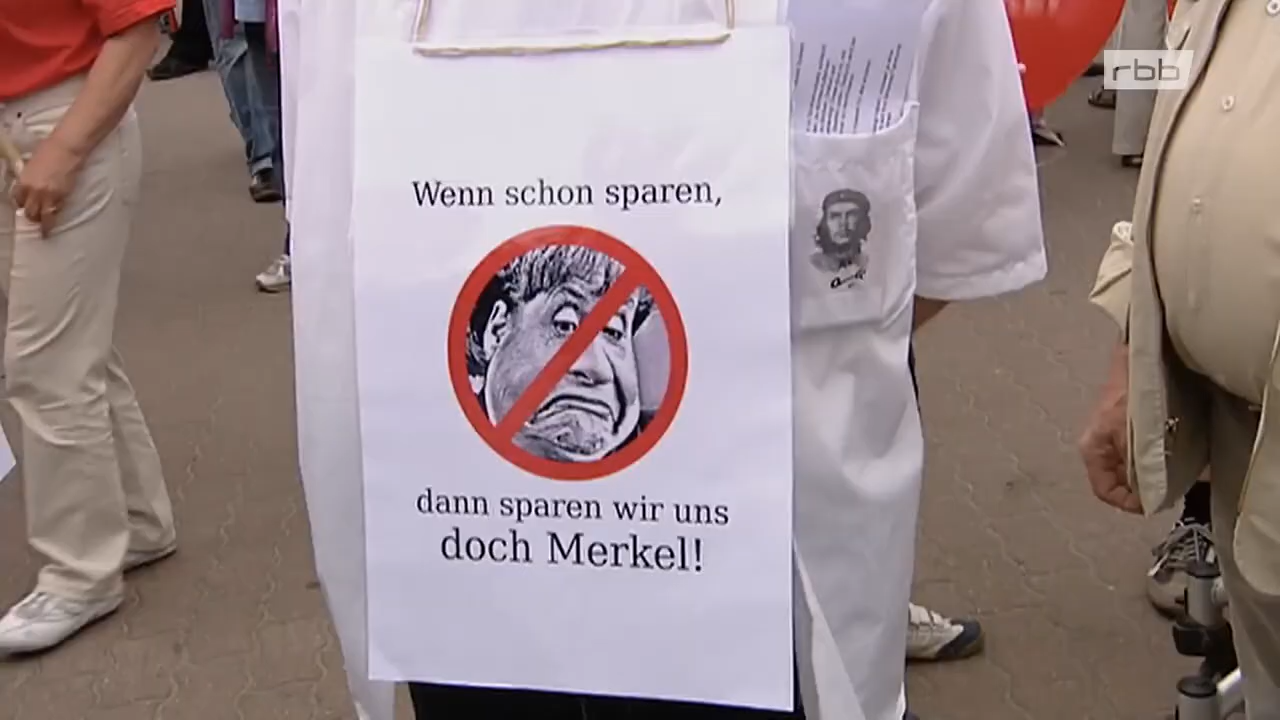 rbb
Wenn schon sparen,
dann sparen wir uns
doch Merkel!